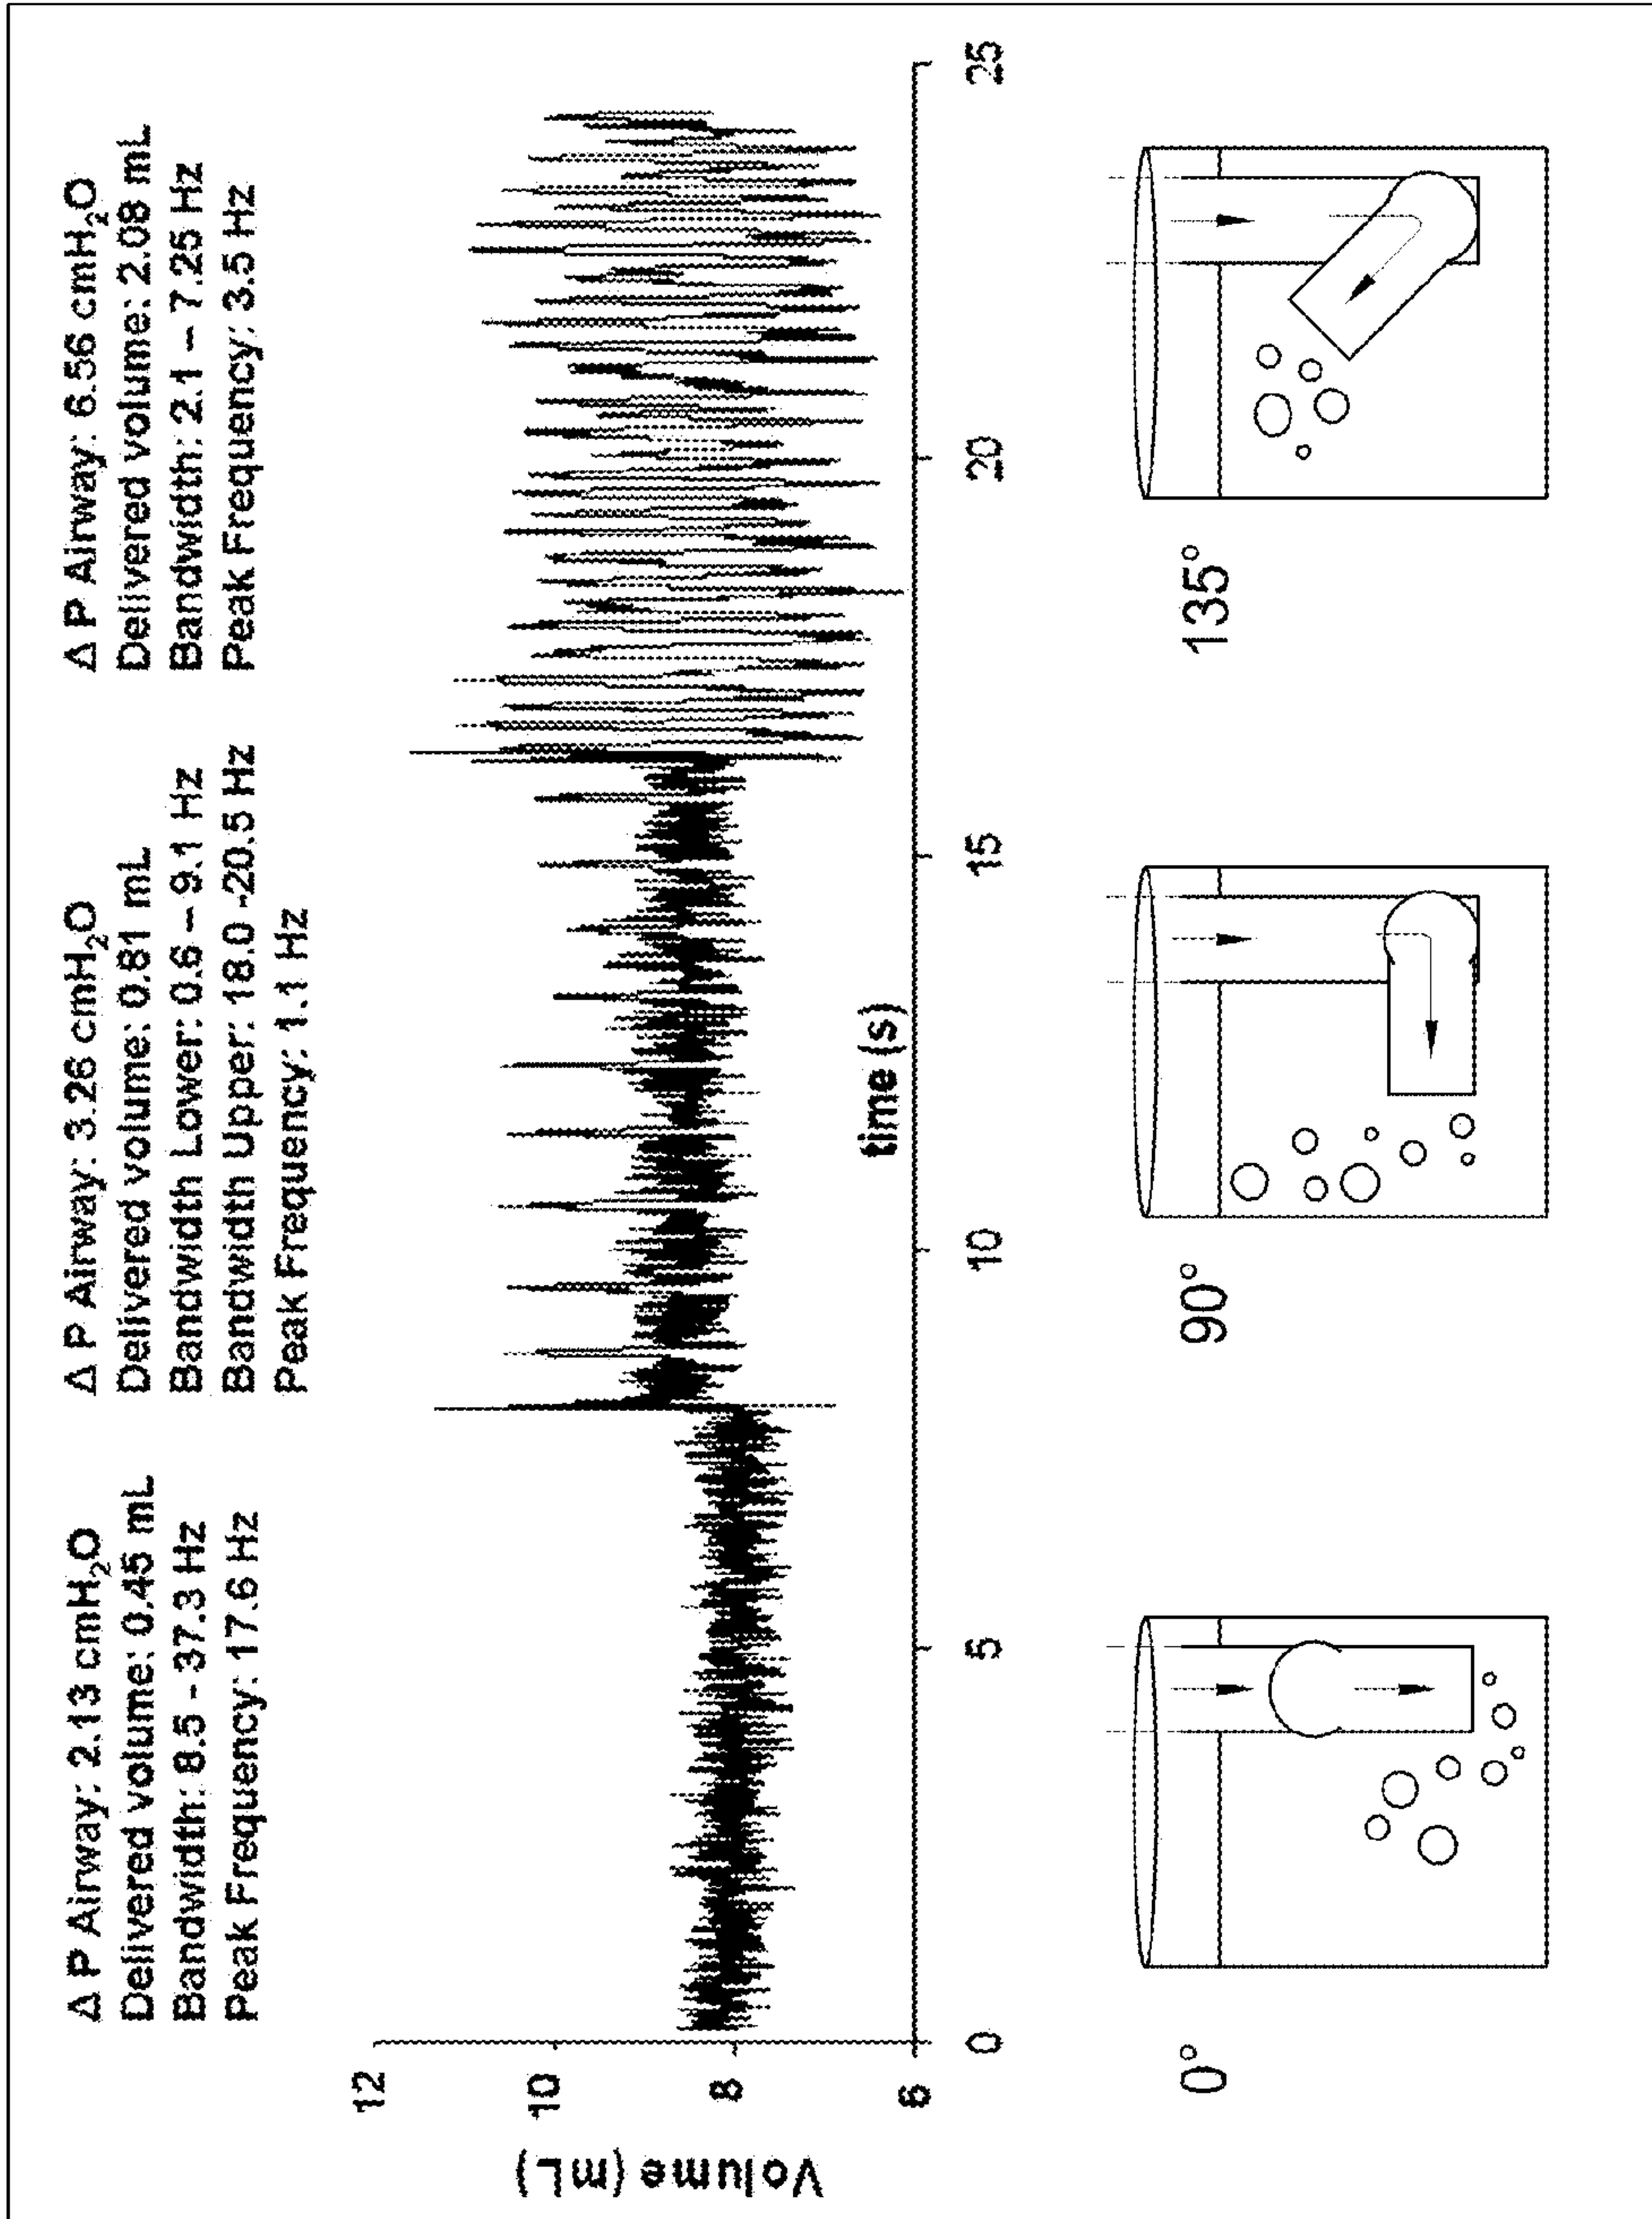 Δ P Airway: 2.13 cmH₂O
Delivered volume: 0.45 mL
Bandwidth: 8.5 - 37.3 Hz
Peak Frequency: 17.6 Hz
Δ P Airway: 3.26 cmH₂O
Delivered volume: 0.81 mL
Bandwidth Lower: 0.6 – 9.1 Hz
Bandwidth Upper: 18.0 -20.5 Hz
Peak Frequency: 1.1 Hz
Δ P Airway: 6.56 cmH₂O
Delivered volume: 2.08 mL
Bandwidth: 2.1 – 7.25 Hz
Peak Frequency: 3.5 Hz
Volume (mL)
12
10
8
6
0
5
10
15
20
25
time (s)
0°
90°
135°